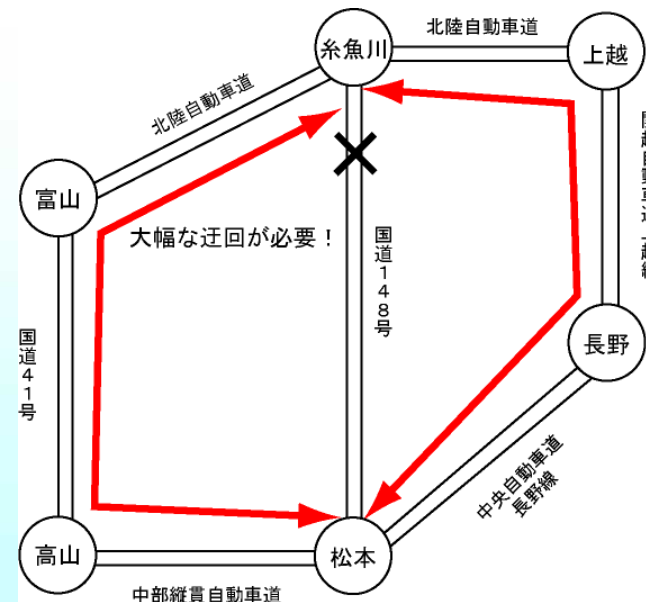 北陸自動車道
糸魚川
上越
北陸自動車道
富山
大幅な迂回が必要！
国道148号
国道41号
長野
中央自動車道
長野線
高山
松本
中部縦貫自動車道